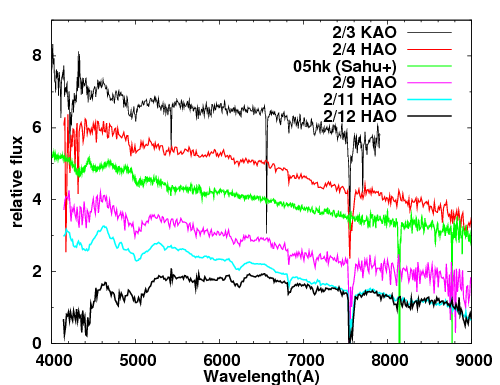 2/3 KAO
2/4 HAO
05hk (Sahu+)
2/9 HAO
2/11 HAO
2/12 HAO
8
6
4
2
0
relative flux
4000 5000 6000 7000 8000 9000
Wavelength(A)